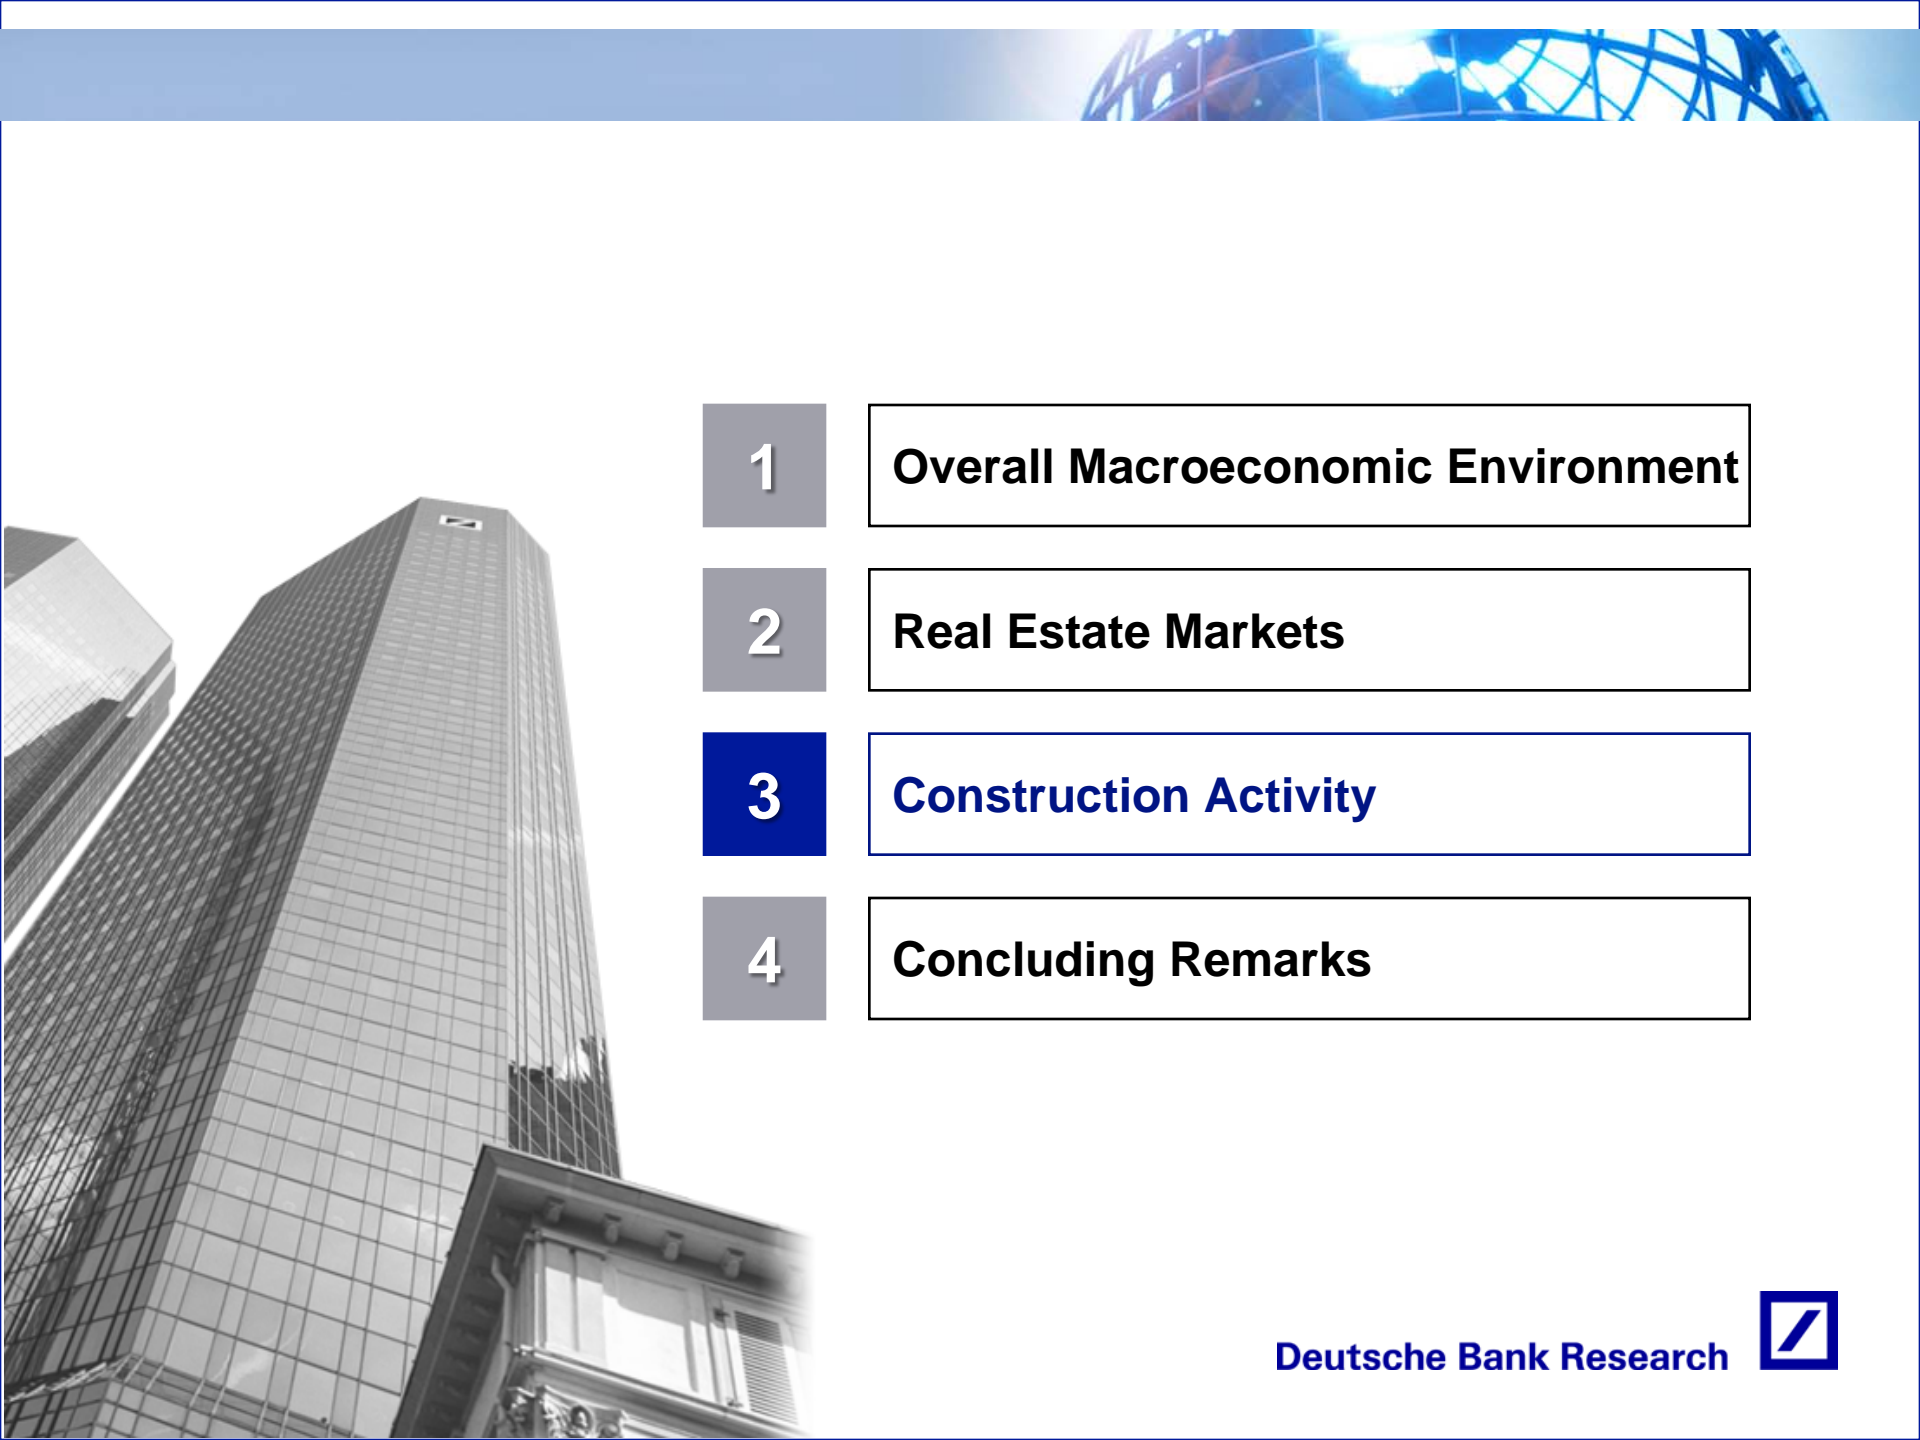 1
Overall Macroeconomic Environment
2
Real Estate Markets
3
Construction Activity
4
Concluding Remarks
Deutsche Bank Research